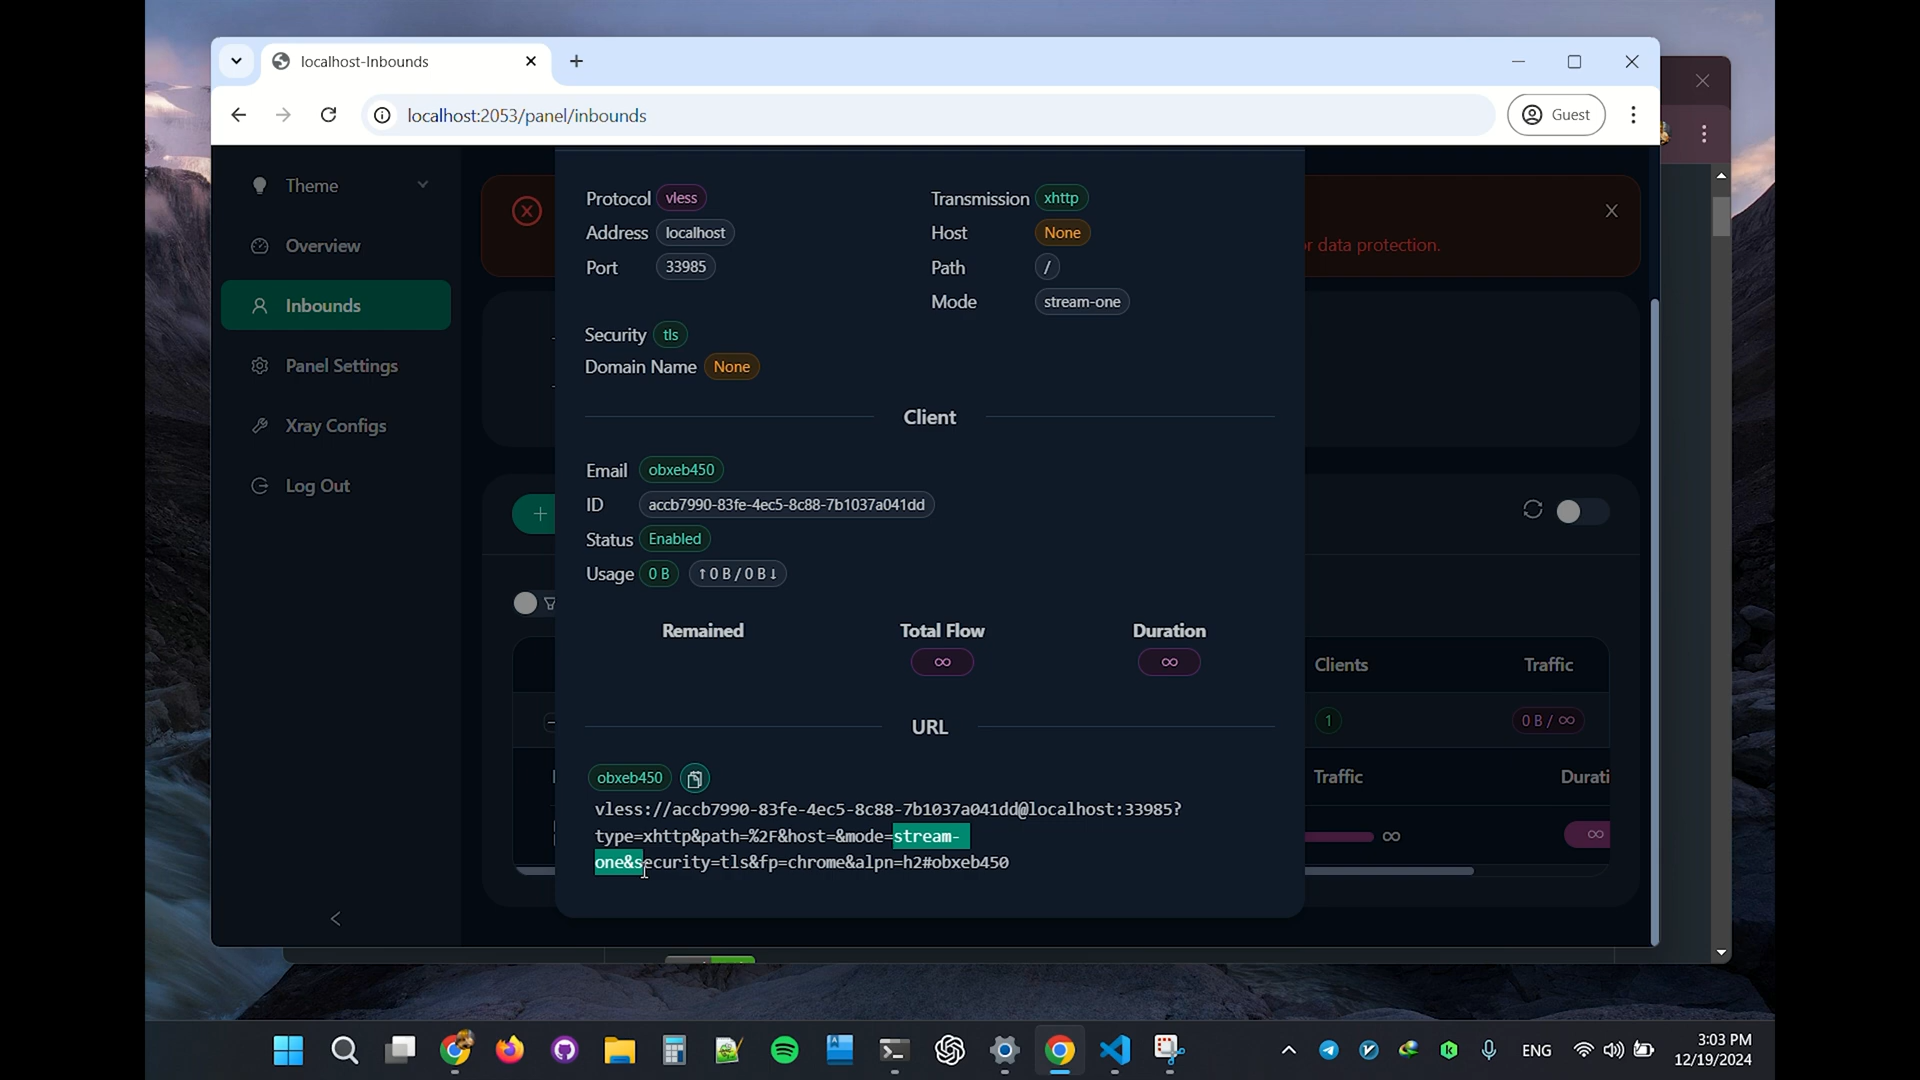 localhost-Inbounds
localhost:2053/panel/inbounds
Guest
Theme
Overview
Inbounds
Panel Settings
Xray Configs
Log Out
r data protection.
Protocol vless
Address localhost
Port 33985
Transmission xhttp
Host None
Path /
Mode stream-one
Security tls
Domain Name None
Client
Email obxeb450
ID accb7990-83fe-4ec5-8c88-7b1037a041dd
Status Enabled
Usage 0 B ↑ 0 B / 0 B ↓
Remained Total Flow Duration
∞ ∞
Clients Traffic
1 0 B / ∞
URL
Traffic Durati
∞ ∞
obxeb450
vless://accb7990-83fe-4ec5-8c88-7b1037a041dd@localhost:33985?
type=xhttp&path=%2F&host=&mode=stream-
one&security=tls&fp=chrome&alpn=h2#obxeb450
ENG
3:03 PM
12/19/2024